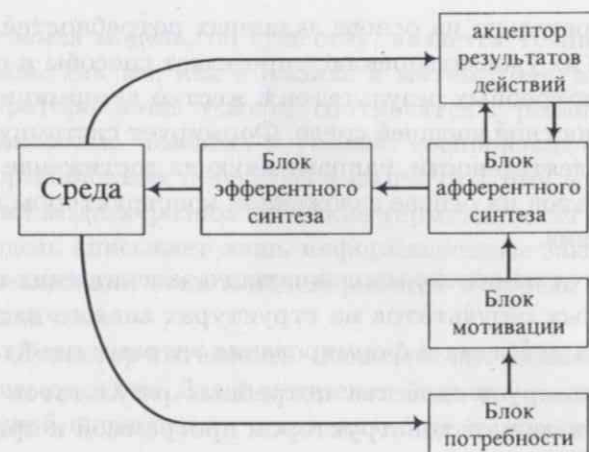 акцептор
результатов
действий
Среда
Блок
эфферентного
синтеза
Блок
афферентного
синтеза
Блок
мотивации
Блок
потребности